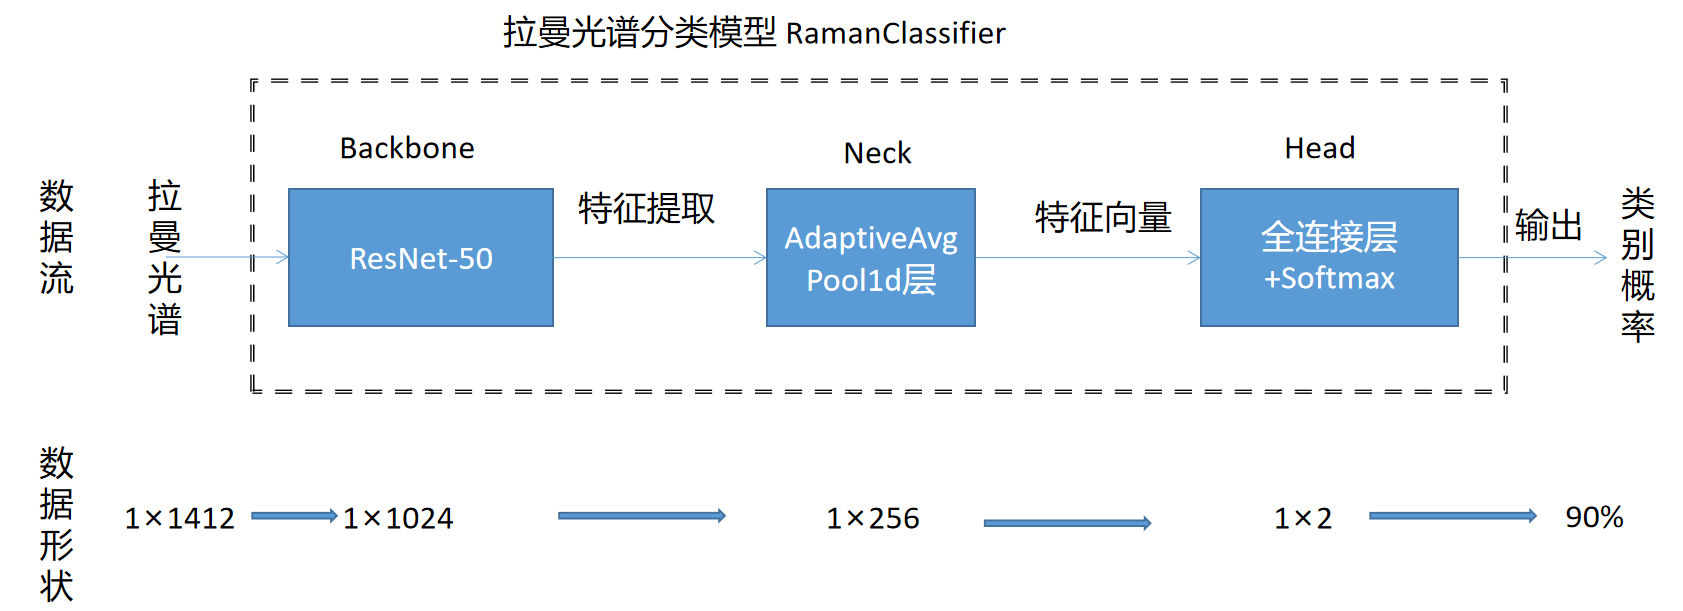 拉曼光谱分类模型 RamanClassifier
Backbone
Neck
Head
数据流
拉曼光谱
ResNet-50
特征提取
AdaptiveAvg
Pool1d层
特征向量
全连接层
+Softmax
输出
类别概率
数据形状
1×1412
1×1024
1×256
1×2
90%